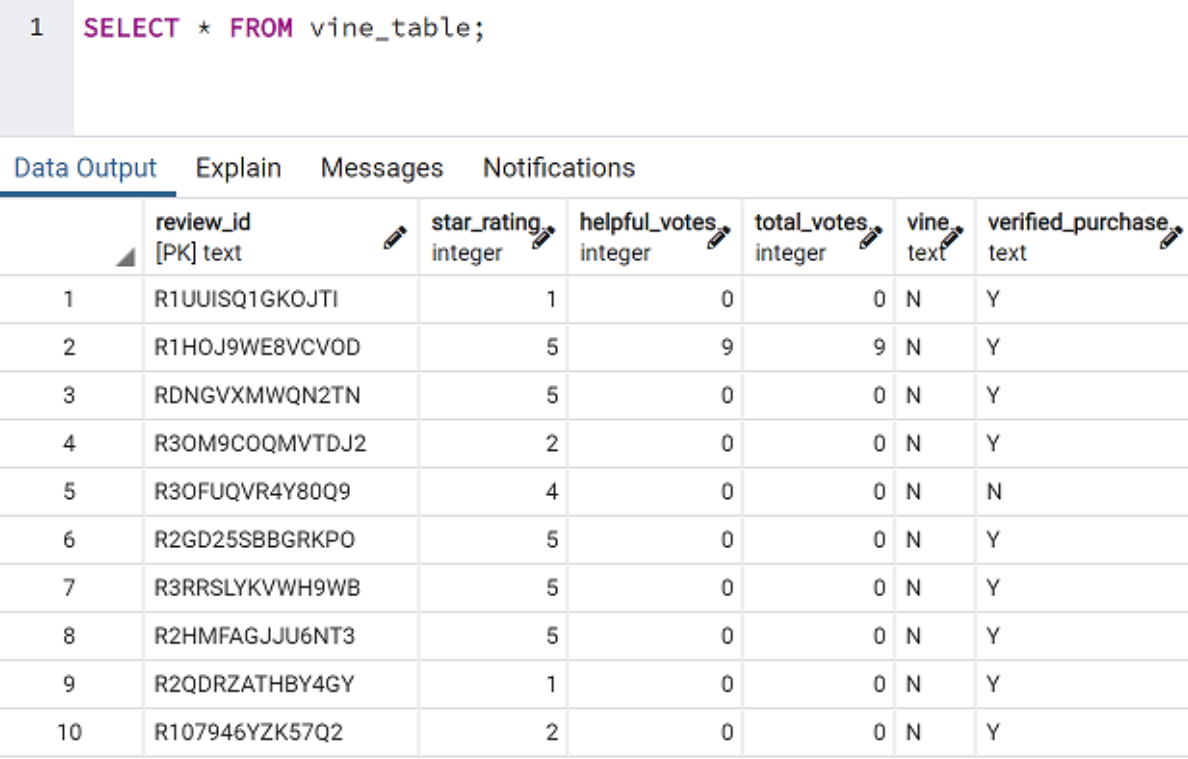 1 SELECT * FROM vine_table;
Data Output Explain Messages Notifications
review_id star_rating helpful_votes total_votes vine verified_purchase
[PK] text integer integer integer text text
1 R1UUISQ1GKOJTI 1 0 0 N Y
2 R1HOJ9WE8VCVOD 5 9 9 N Y
3 RDNGVXMWQN2TN 5 0 0 N Y
4 R3OM9COQMVTDJ2 2 0 0 N Y
5 R3OFUQVR4Y80Q9 4 0 0 N N
6 R2GD25SBBGRKPO 5 0 0 N Y
7 R3RRSLYKVWH9WB 5 0 0 N Y
8 R2HMFAGJJU6NT3 5 0 0 N Y
9 R2QDRZATHBY4GY 1 0 0 N Y
10 R107946YZK57Q2 2 0 0 N Y